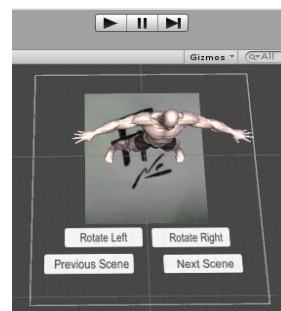 Gizmos
All
Rotate Left
Rotate Right
Previous Scene
Next Scene